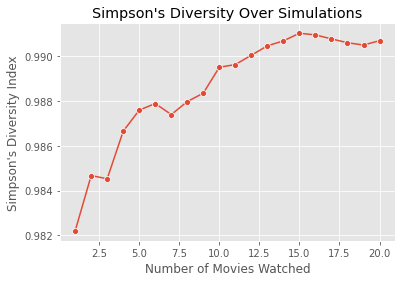 Simpson's Diversity Over Simulations
Simpson's Diversity Index
0.990
0.988
0.986
0.984
0.982
2.5 5.0 7.5 10.0 12.5 15.0 17.5 20.0
Number of Movies Watched